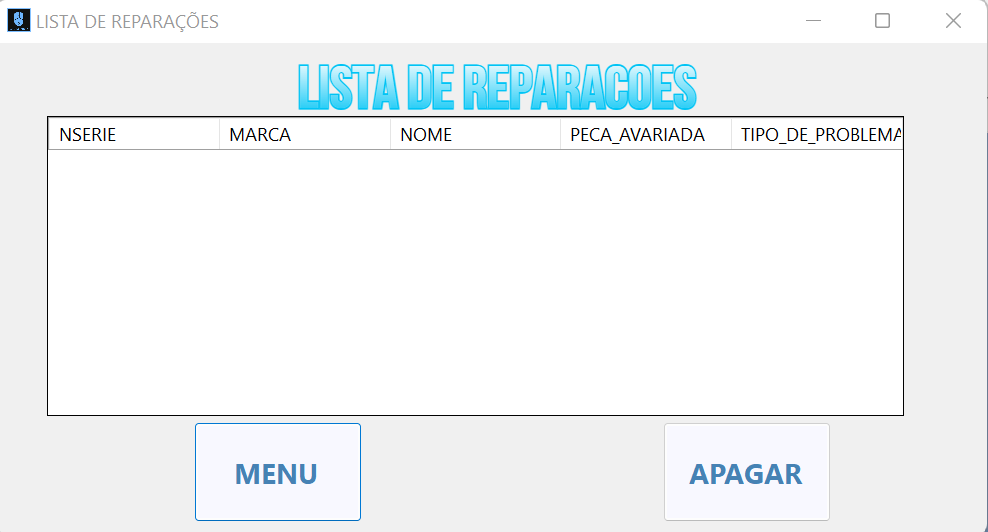 LISTA DE REPARAÇÕES
LISTA DE REPARACOES
NSERIE MARCA NOME PECA_AVARIADA TIPO_DE_PROBLEMA
MENU APAGAR